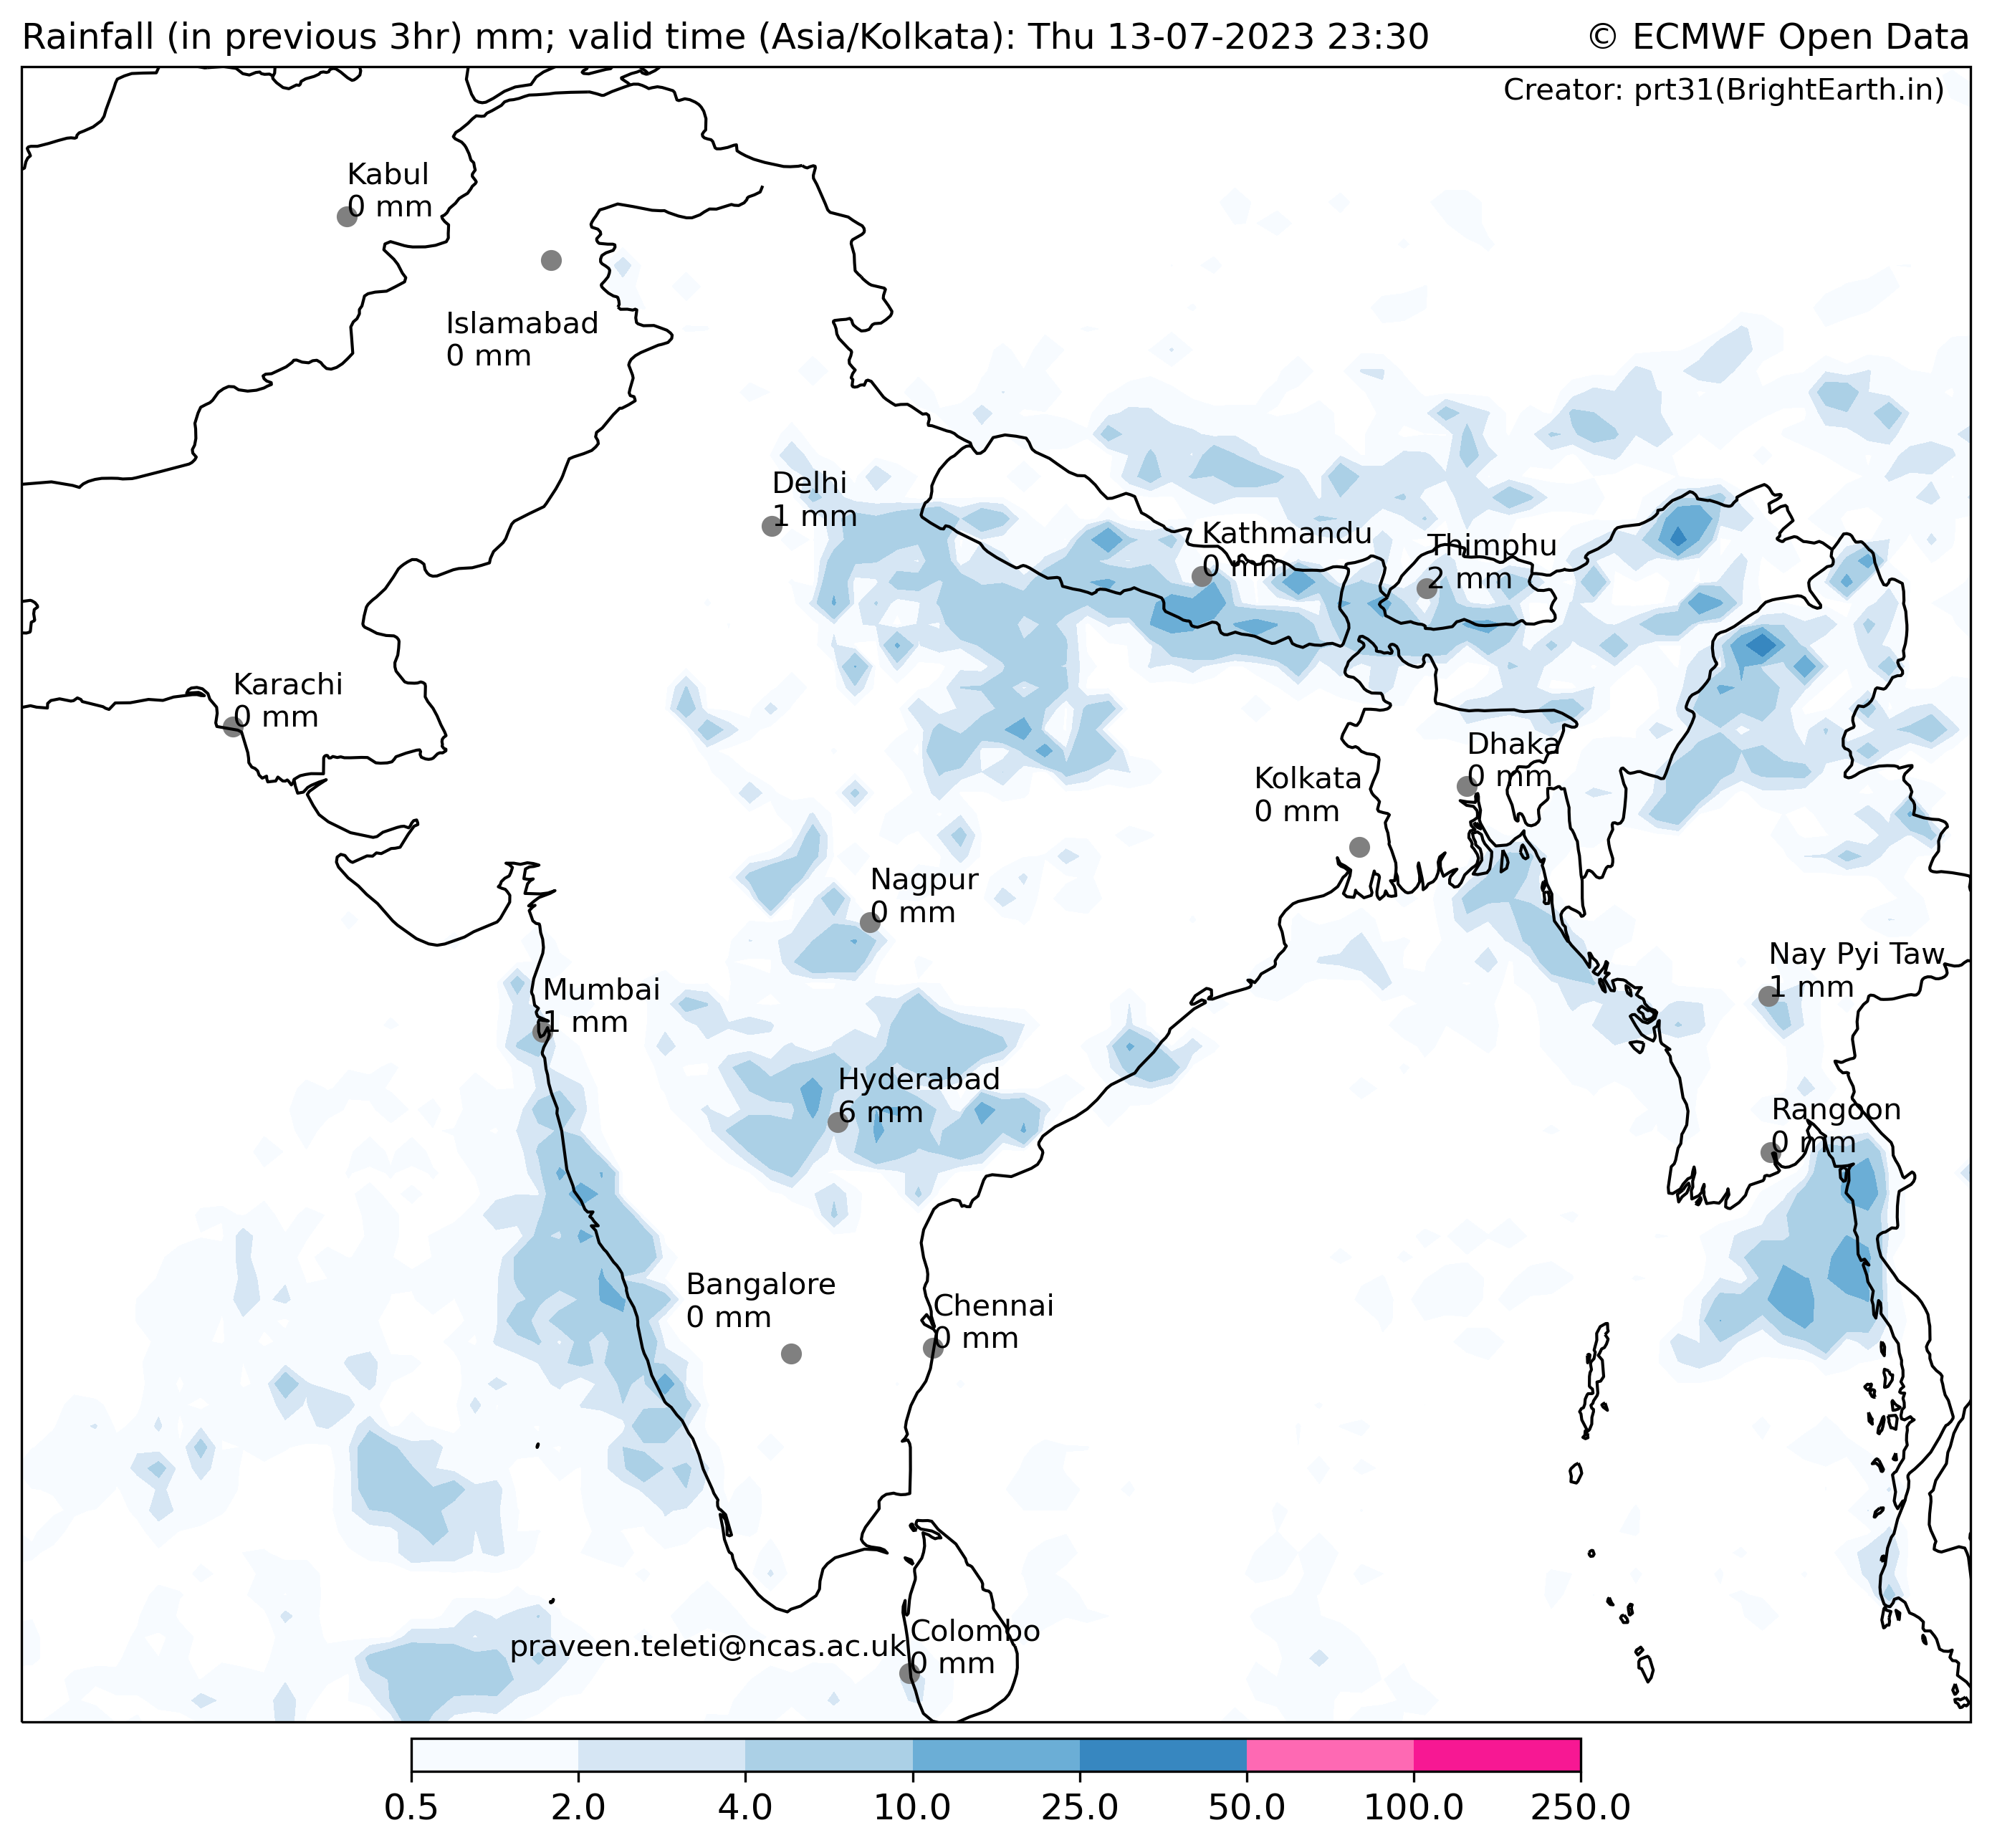 Rainfall (in previous 3hr) mm; valid time (Asia/Kolkata): Thu 13-07-2023 23:30
© ECMWF Open Data
Creator: prt31(BrightEarth.in)
Kabul
0 mm
Islamabad
0 mm
Delhi
1 mm
Kathmandu
0 mm
Thimphu
2 mm
Karachi
0 mm
Dhaka
0 mm
Kolkata
0 mm
Nagpur
0 mm
Nay Pyi Taw
1 mm
Mumbai
1 mm
Hyderabad
6 mm
Rangoon
0 mm
Bangalore
0 mm
Chennai
0 mm
Colombo
0 mm
praveen.teleti@ncas.ac.uk
0.5 2.0 4.0 10.0 25.0 50.0 100.0 250.0